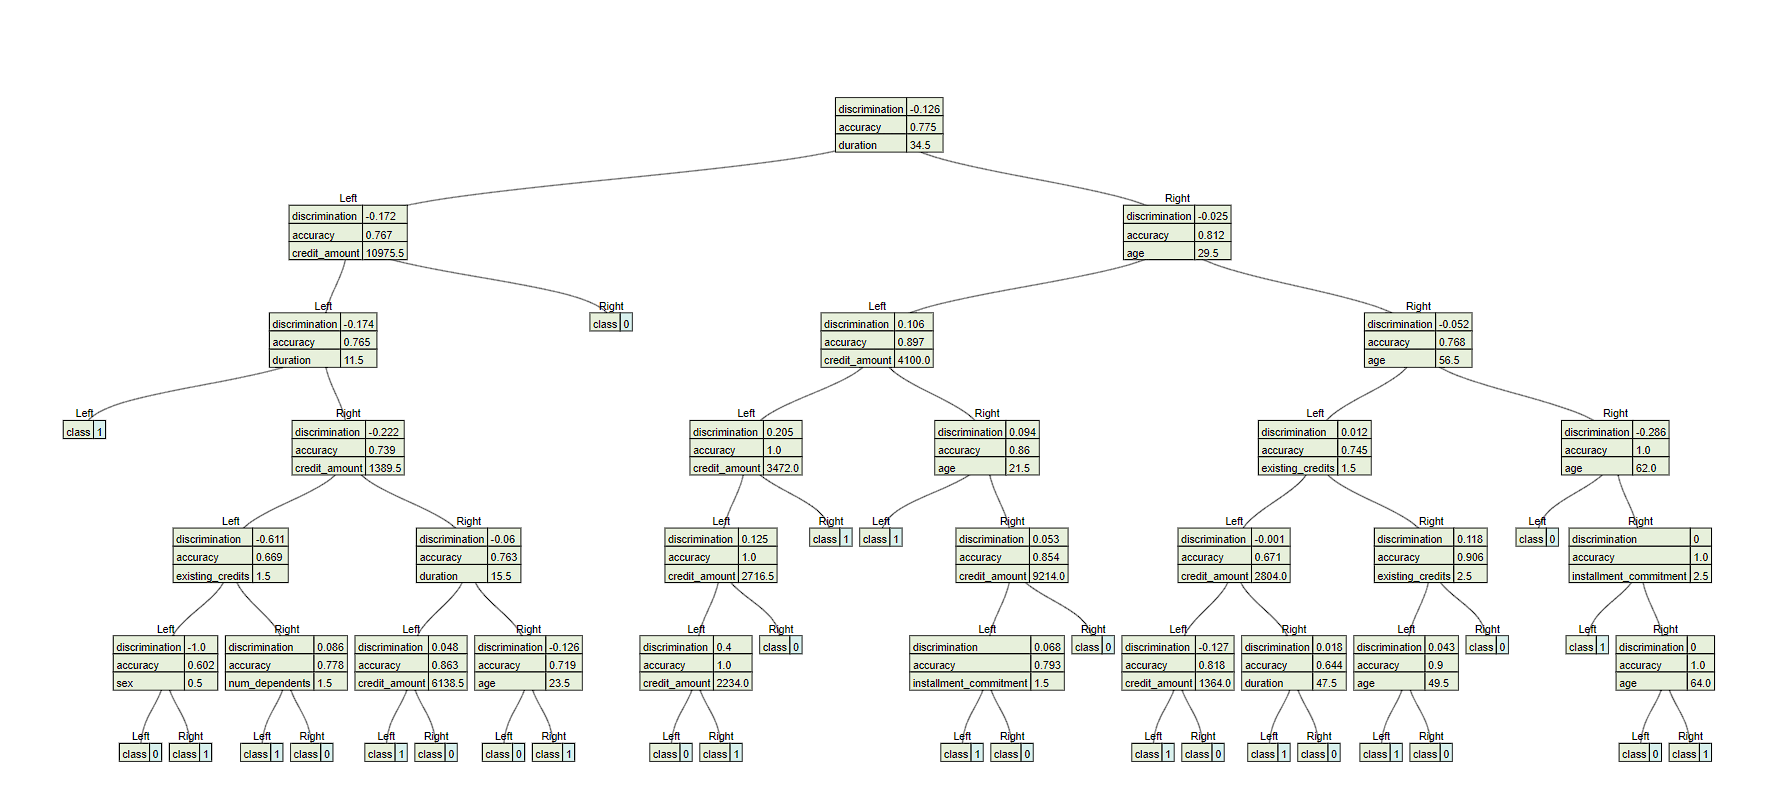 discrimination -0.126
accuracy 0.775
duration 34.5
Left
discrimination -0.172
accuracy 0.767
credit_amount 10975.5
Right
discrimination -0.025
accuracy 0.812
age 29.5
Left
discrimination -0.174
accuracy 0.765
duration 11.5
Right
class 0
Left
discrimination 0.106
accuracy 0.897
credit_amount 4100.0
Right
discrimination -0.052
accuracy 0.768
age 56.5
Left
class 1
Right
discrimination -0.222
accuracy 0.739
credit_amount 1389.5
Left
discrimination 0.205
accuracy 1.0
credit_amount 3472.0
Right
discrimination 0.094
accuracy 0.86
age 21.5
Left
discrimination 0.012
accuracy 0.745
existing_credits 1.5
Right
discrimination -0.286
accuracy 1.0
age 62.0
Left
discrimination -0.611
accuracy 0.669
existing_credits 1.5
Right
discrimination -0.06
accuracy 0.763
duration 15.5
Left
discrimination 0.125
accuracy 1.0
credit_amount 2716.5
Right
class 1
Left
class 1
Right
discrimination 0.053
accuracy 0.854
credit_amount 9214.0
Left
discrimination -0.001
accuracy 0.671
credit_amount 2804.0
Right
discrimination 0.118
accuracy 0.906
existing_credits 2.5
Left
class 0
Right
discrimination 0
accuracy 1.0
installment_commitment 2.5
Left
discrimination -1.0
accuracy 0.602
sex 0.5
Right
discrimination 0.086
accuracy 0.778
num_dependents 1.5
Left
discrimination 0.048
accuracy 0.863
credit_amount 6138.5
Right
discrimination -0.126
accuracy 0.719
age 23.5
Left
discrimination 0.4
accuracy 1.0
credit_amount 2234.0
Right
class 0
Left
discrimination 0.068
accuracy 0.793
installment_commitment 1.5
Right
class 0
Left
discrimination -0.127
accuracy 0.818
credit_amount 1364.0
Right
discrimination 0.018
accuracy 0.644
duration 47.5
Left
discrimination 0.043
accuracy 0.9
age 49.5
Right
class 0
Left
class 1
Right
discrimination 0
accuracy 1.0
age 64.0
Left
class 0
Right
class 1
Left
class 1
Right
class 0
Left
class 1
Right
class 0
Left
class 0
Right
class 1
Left
class 0
Right
class 1
Left
class 1
Right
class 0
Left
class 1
Right
class 0
Left
class 1
Right
class 0
Left
class 1
Right
class 0
Left
class 0
Right
class 1